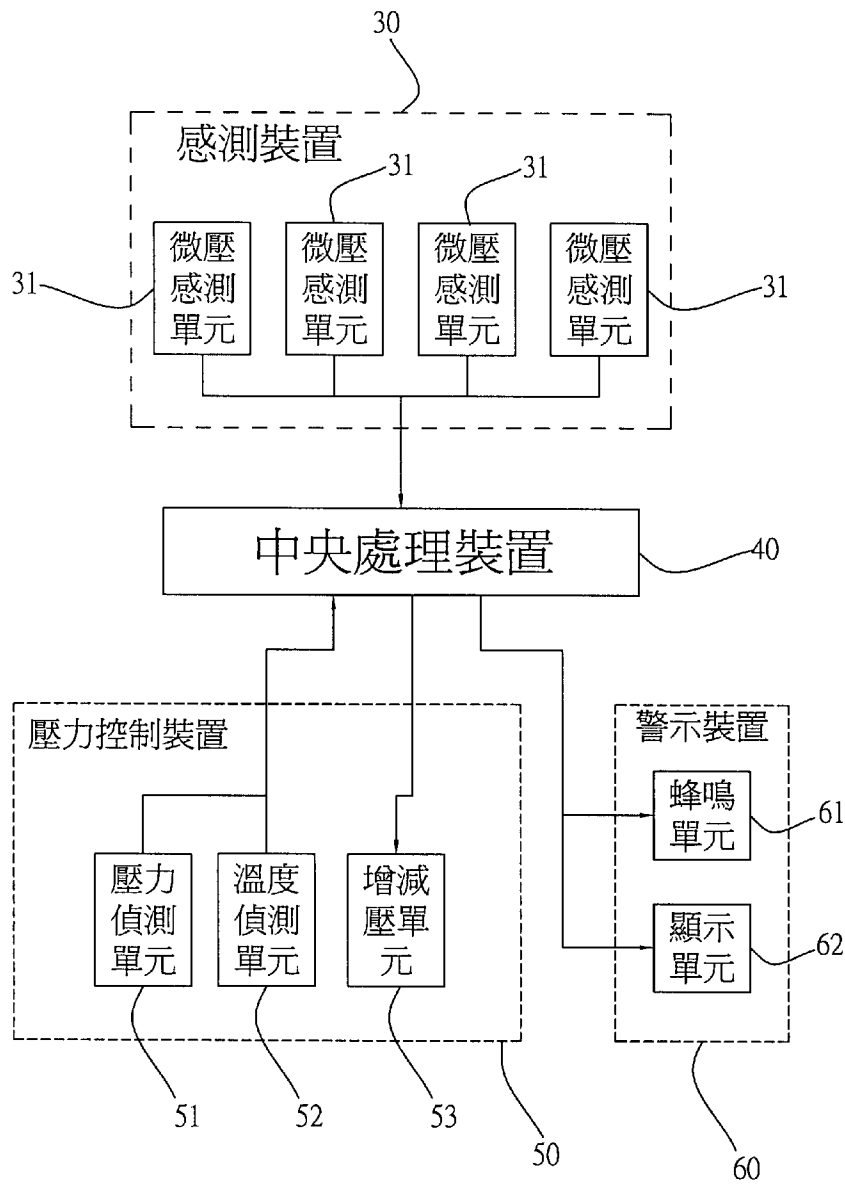 30
感測裝置
31
31
微壓
感測
單元
微壓
感測
單元
微壓
感測
單元
微壓
感測
單元
31
31
中央處理裝置
40
壓力控制裝置
警示裝置
蜂鳴
單元
61
壓力
偵測
單元
溫度
偵測
單元
增減
壓單
元
顯示
單元
62
51
52
53
50
60